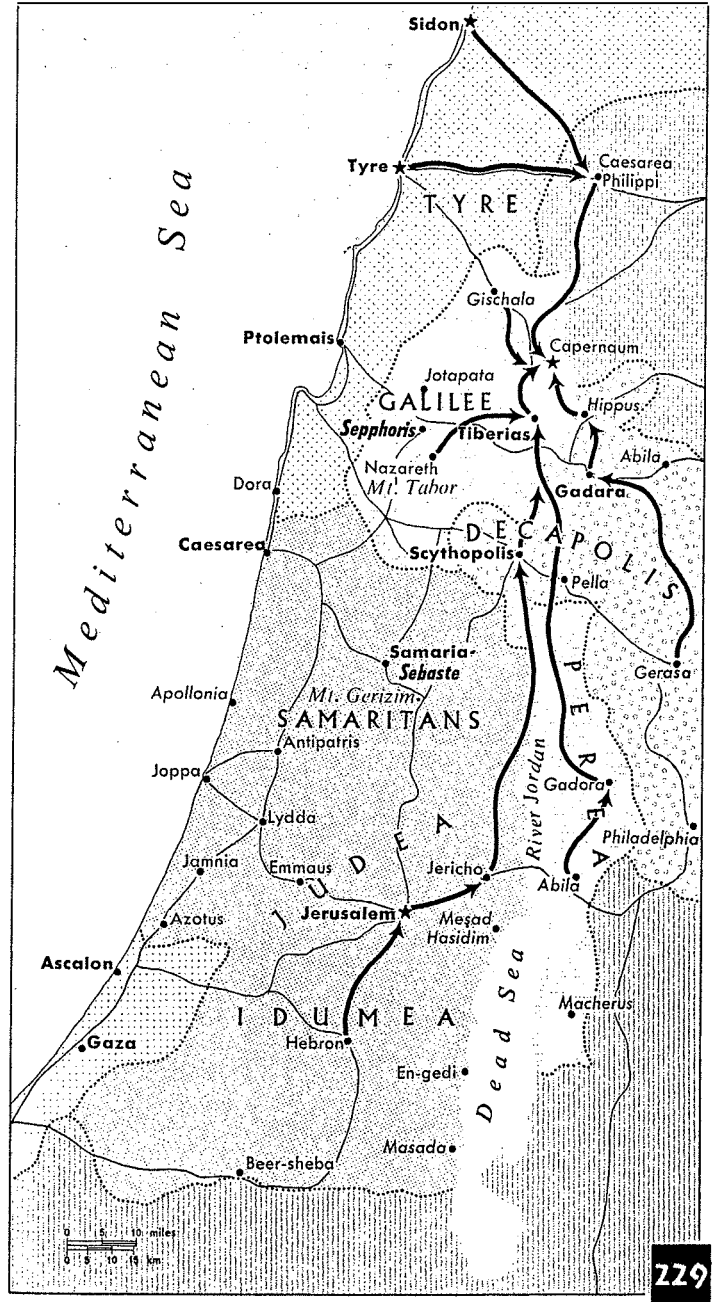 Sidon
Tyre
Caesarea
Philippi
TYRE
Mediterranean Sea
Gischala
Ptolemais
Capernaum
Jotapata
GALILEE
Hippus
Sepphoris
Tiberias
Abila
Nazareth
Mt. Tabor
Dora
Gadara
DECAPOLIS
Caesarea
Scythopolis
Pella
Samaria-
Sebaste
Gerasa
PEREA
Apollonia
Mt. Gerizim
SAMARITANS
Antipatris
River Jordan
Joppa
Gadora
Lydda
Philadelphia
JUDEA
Jamnia
Emmaus
Jericho
Abila
Jerusalem
Azotus
Meṣad
Hasidim
Ascalon
Dead Sea
Macherus
IDUMEA
Gaza
Hebron
En-gedi
Masada
Beer-sheba
0 5 10 miles
0 5 10 15 km
229